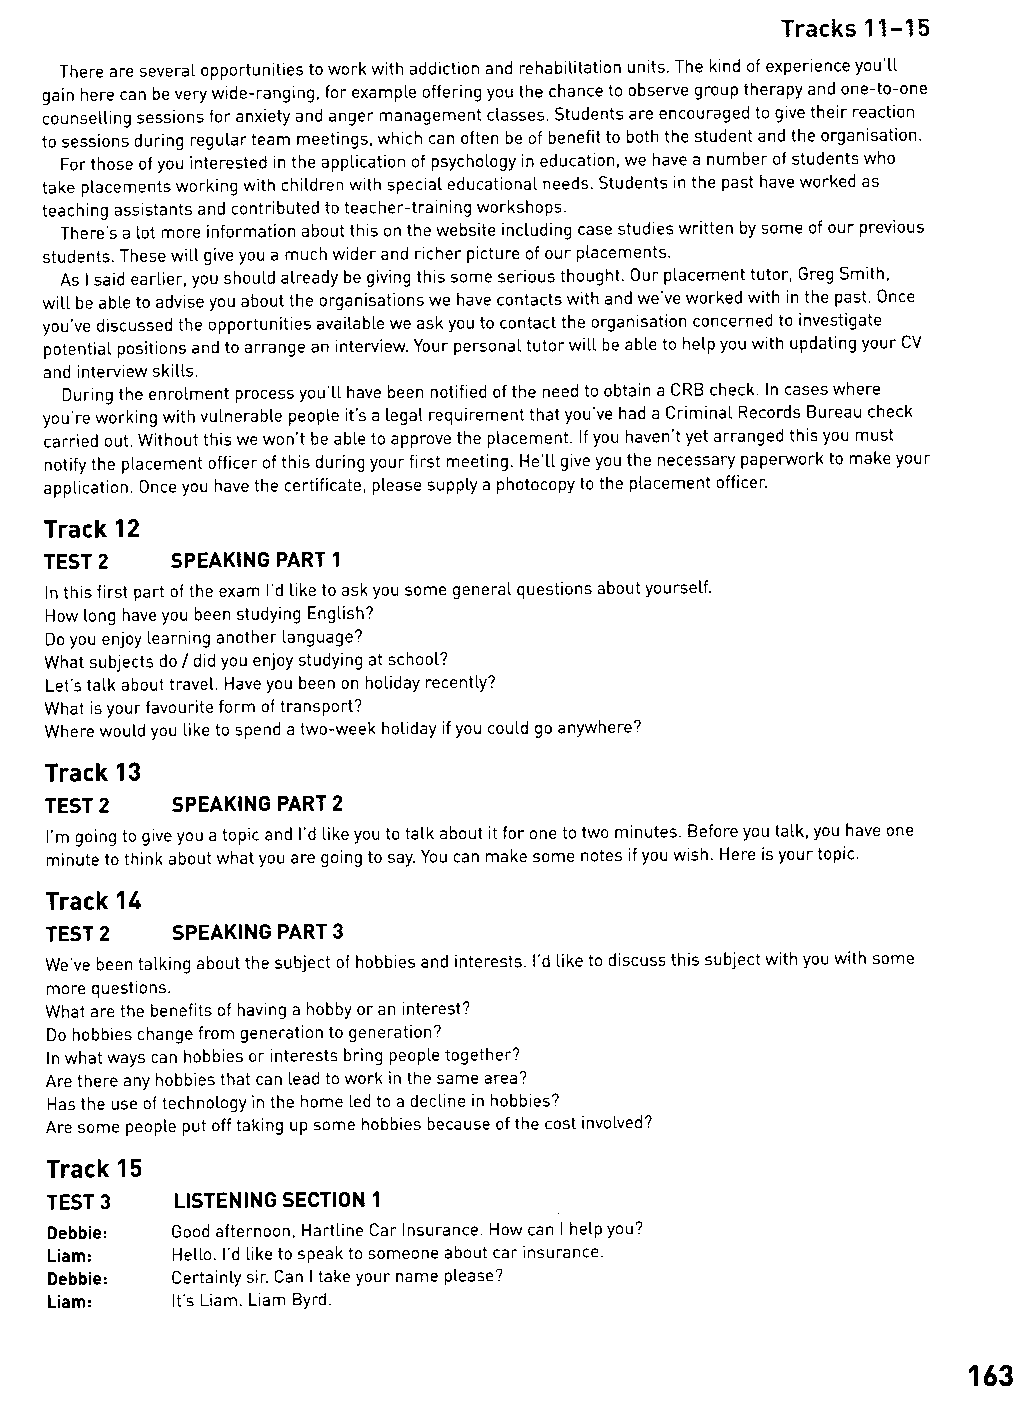 Tracks 11–15
There are several opportunities to work with addiction and rehabilitation units. The kind of experience you'll
gain here can be very wide-ranging, for example offering you the chance to observe group therapy and one-to-one
counselling sessions for anxiety and anger management classes. Students are encouraged to give their reaction
to sessions during regular team meetings, which can often be of benefit to both the student and the organisation.
For those of you interested in the application of psychology in education, we have a number of students who
take placements working with children with special educational needs. Students in the past have worked as
teaching assistants and contributed to teacher-training workshops.
There's a lot more information about this on the website including case studies written by some of our previous
students. These will give you a much wider and richer picture of our placements.
As I said earlier, you should already be giving this some serious thought. Our placement tutor, Greg Smith,
will be able to advise you about the organisations we have contacts with and we've worked with in the past. Once
you've discussed the opportunities available we ask you to contact the organisation concerned to investigate
potential positions and to arrange an interview. Your personal tutor will be able to help you with updating your CV
and interview skills.
During the enrolment process you'll have been notified of the need to obtain a CRB check. In cases where
you're working with vulnerable people it's a legal requirement that you've had a Criminal Records Bureau check
carried out. Without this we won't be able to approve the placement. If you haven't yet arranged this you must
notify the placement officer of this during your first meeting. He'll give you the necessary paperwork to make your
application. Once you have the certificate, please supply a photocopy to the placement officer.
Track 12
TEST 2 SPEAKING PART 1
In this first part of the exam I'd like to ask you some general questions about yourself.
How long have you been studying English?
Do you enjoy learning another language?
What subjects do / did you enjoy studying at school?
Let's talk about travel. Have you been on holiday recently?
What is your favourite form of transport?
Where would you like to spend a two-week holiday if you could go anywhere?
Track 13
TEST 2 SPEAKING PART 2
I'm going to give you a topic and I'd like you to talk about it for one to two minutes. Before you talk, you have one
minute to think about what you are going to say. You can make some notes if you wish. Here is your topic.
Track 14
TEST 2 SPEAKING PART 3
We've been talking about the subject of hobbies and interests. I'd like to discuss this subject with you with some
more questions.
What are the benefits of having a hobby or an interest?
Do hobbies change from generation to generation?
In what ways can hobbies or interests bring people together?
Are there any hobbies that can lead to work in the same area?
Has the use of technology in the home led to a decline in hobbies?
Are some people put off taking up some hobbies because of the cost involved?
Track 15
TEST 3 LISTENING SECTION 1
Debbie: Good afternoon, Hartline Car Insurance. How can I help you?
Liam: Hello. I'd like to speak to someone about car insurance.
Debbie: Certainly sir. Can I take your name please?
Liam: It's Liam. Liam Byrd.
163